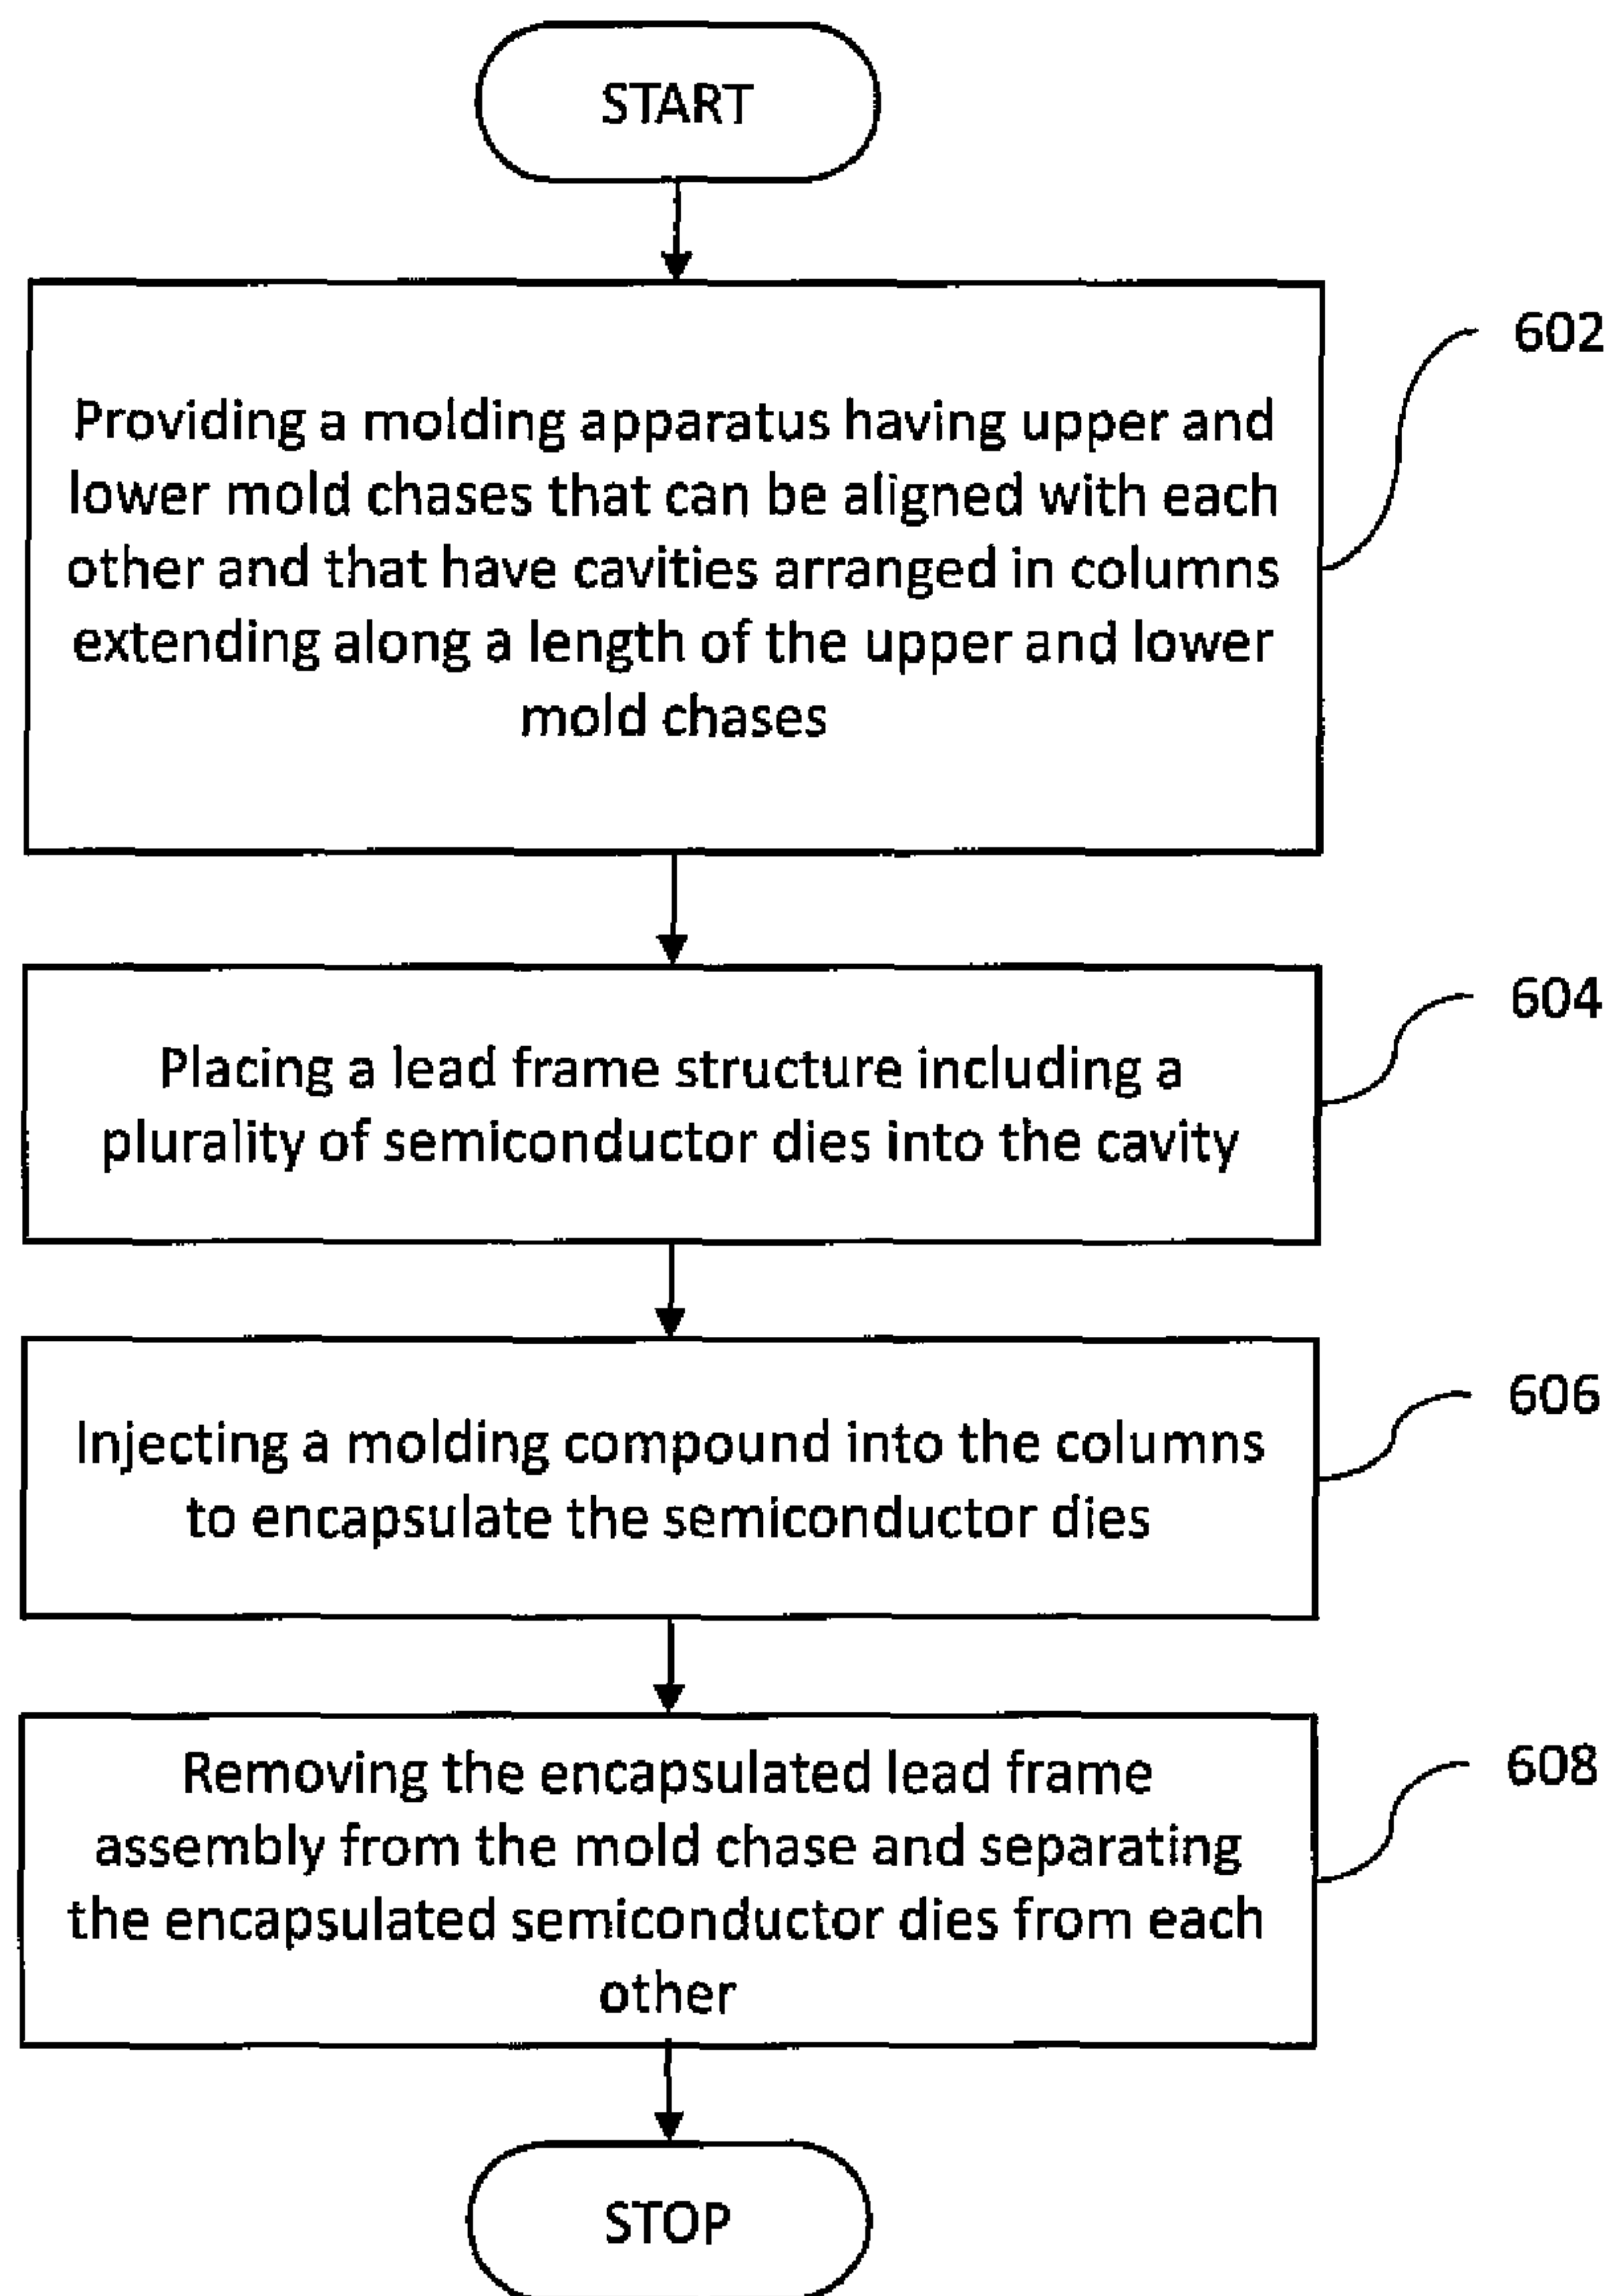 START
602
Providing a molding apparatus having upper and
lower mold chases that can be aligned with each
other and that have cavities arranged in columns
extending along a length of the upper and lower
mold chases
604
Placing a lead frame structure including a
plurality of semiconductor dies into the cavity
606
Injecting a molding compound into the columns
to encapsulate the semiconductor dies
608
Removing the encapsulated lead frame
assembly from the mold chase and separating
the encapsulated semiconductor dies from each
other
STOP